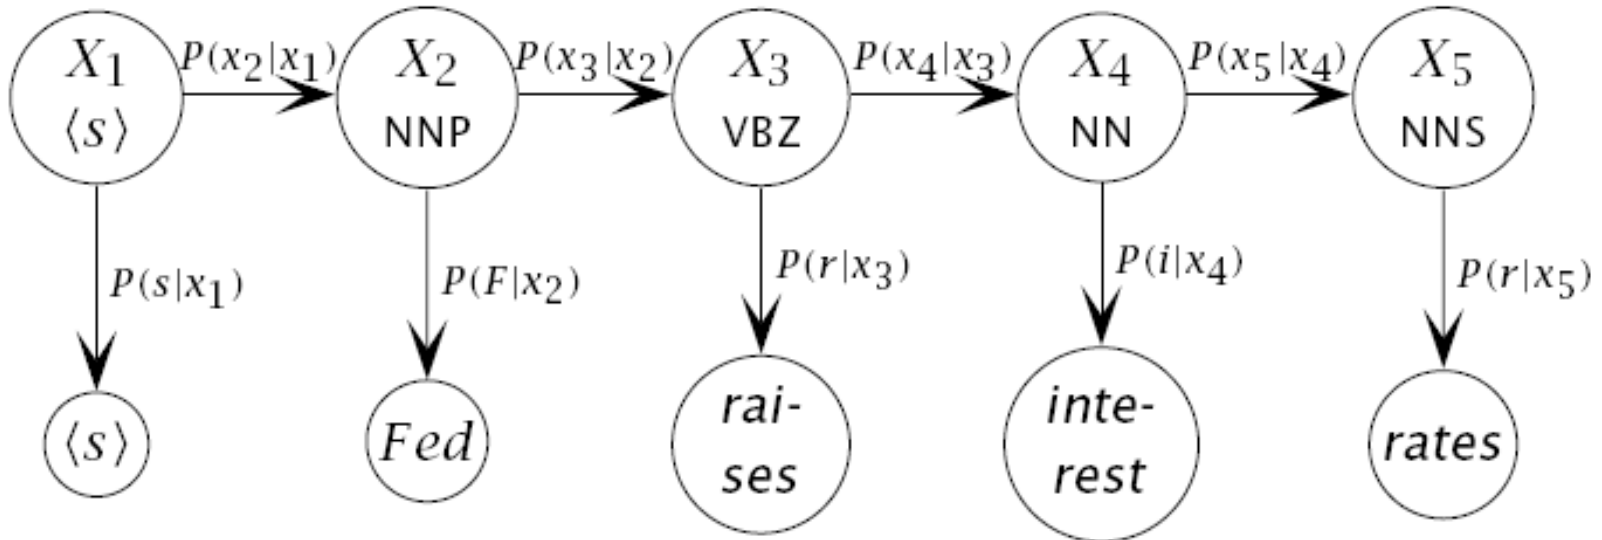 X1 P(x2|x1) X2 P(x3|x2) X3 P(x4|x3) X4 P(x5|x4) X5
⟨s⟩ NNP VBZ NN NNS
P(s|x1) P(F|x2) P(r|x3) P(i|x4) P(r|x5)
⟨s⟩ Fed rai- inte- rates
ses rest